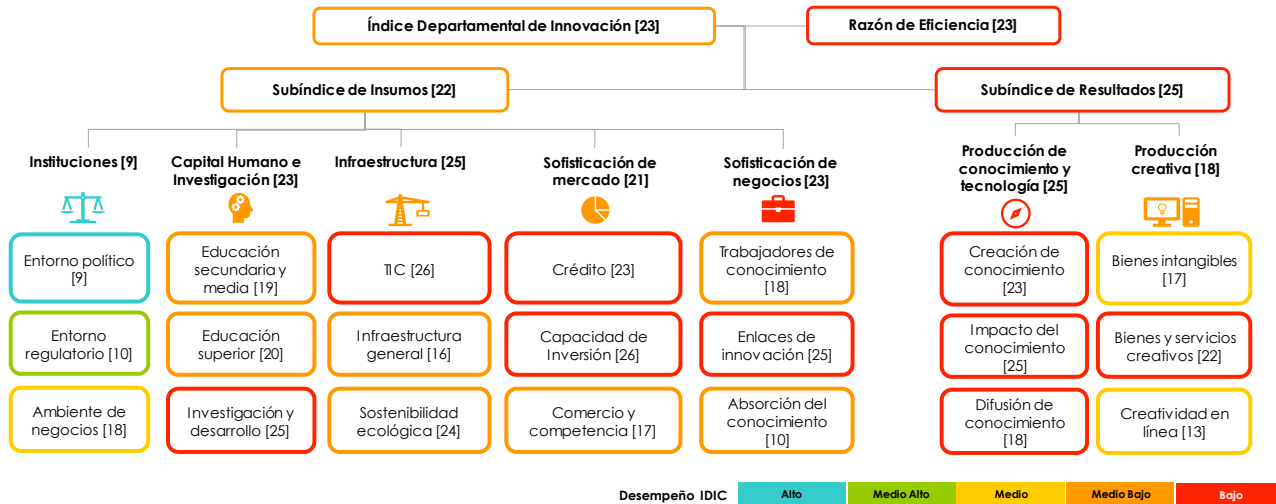 Índice Departamental de Innovación [23]
Razón de Eficiencia [23]
Subíndice de Insumos [22]
Subíndice de Resultados [25]
Instituciones [9]
Capital Humano e
Investigación [23]
Infraestructura [25]
Sofisticación de
mercado [21]
Sofisticación de
negocios [23]
Producción de
conocimiento y
tecnología [25]
Producción
creativa [18]
Entorno político
[9]
Educación
secundaria y
media [19]
TIC [26]
Crédito [23]
Trabajadores de
conocimiento
[18]
Creación de
conocimiento
[23]
Bienes intangibles
[17]
Entorno
regulatorio [10]
Educación
superior [20]
Infraestructura
general [16]
Capacidad de
Inversión [26]
Enlaces de
innovación [25]
Impacto del
conocimiento
[25]
Bienes y servicios
creativos [22]
Ambiente de
negocios [18]
Investigación y
desarrollo [25]
Sostenibilidad
ecológica [24]
Comercio y
competencia [17]
Absorción del
conocimiento
[10]
Difusión de
conocimiento
[18]
Creatividad en
línea [13]
Desempeño IDIC
Alto
Medio Alto
Medio
Medio Bajo
Bajo